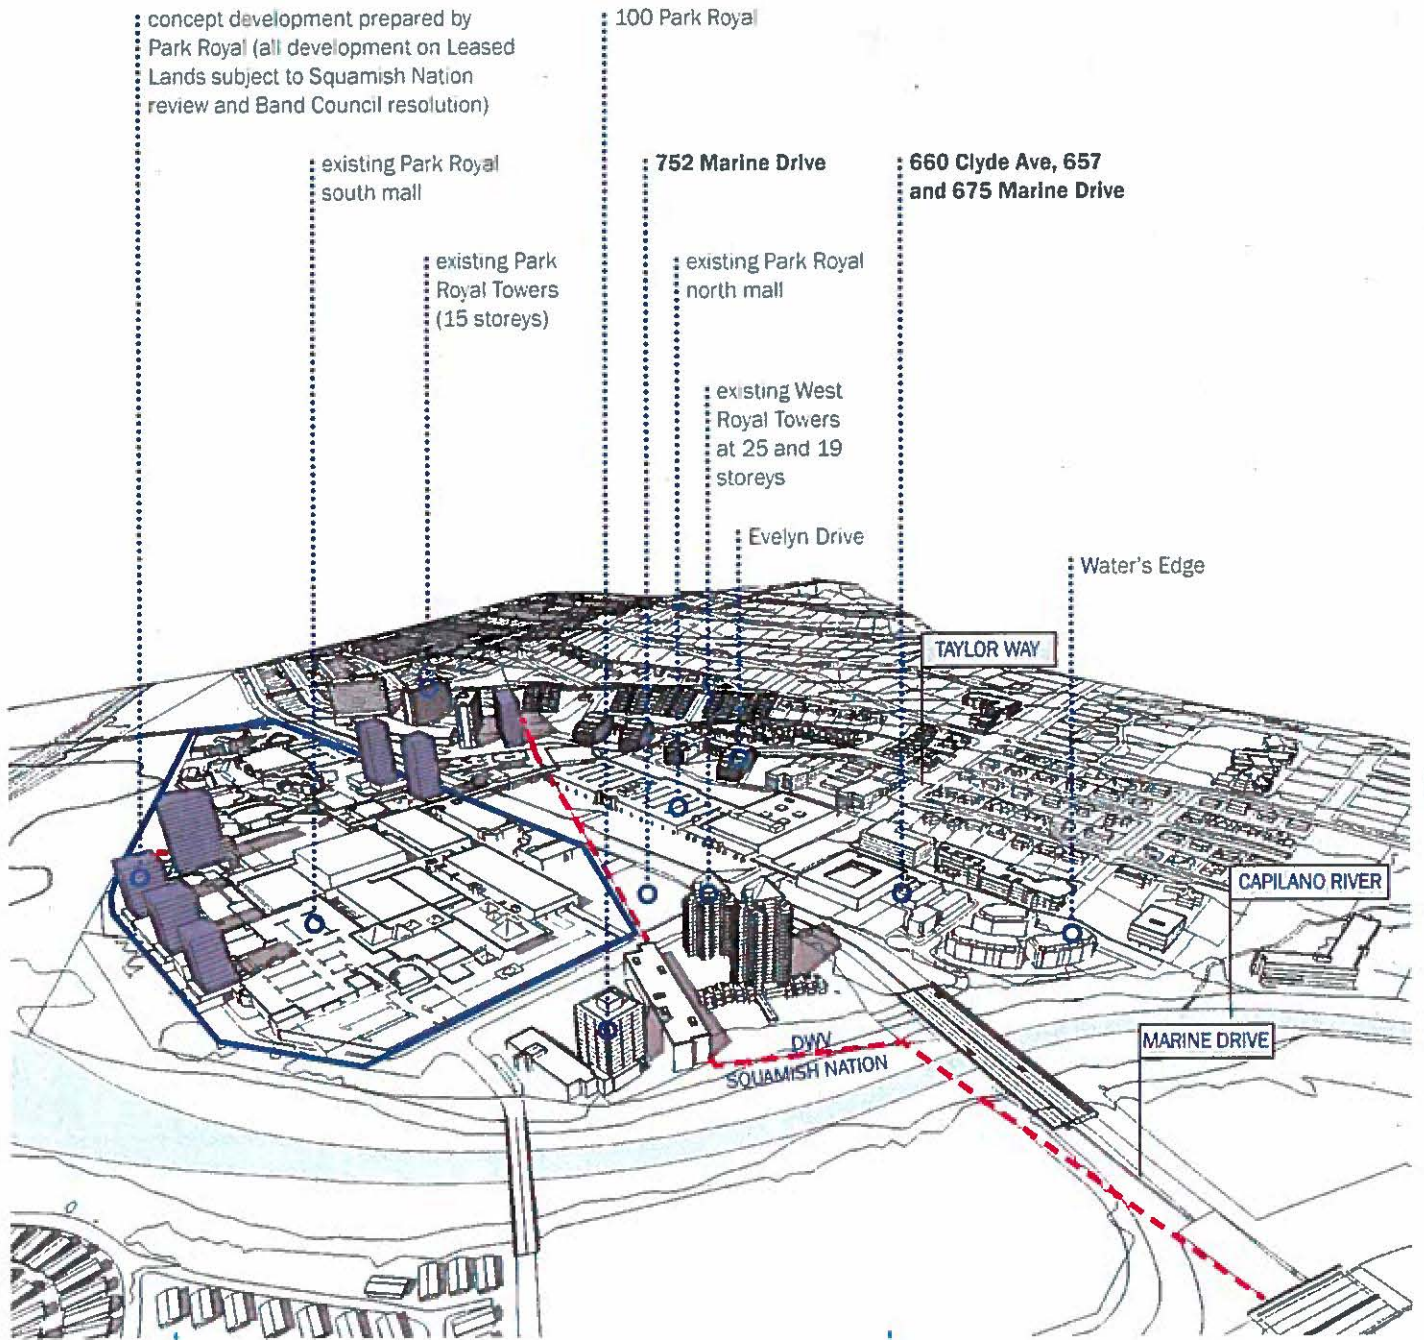 concept development prepared by
Park Royal (all development on Leased
Lands subject to Squamish Nation
review and Band Council resolution)
100 Park Royal
existing Park Royal
south mall
752 Marine Drive
660 Clyde Ave, 657
and 675 Marine Drive
existing Park
Royal Towers
(15 storeys)
existing Park Royal
north mall
existing West
Royal Towers
at 25 and 19
storeys
Evelyn Drive
Water's Edge
TAYLOR WAY
CAPILANO RIVER
MARINE DRIVE
DWV
SQUAMISH NATION